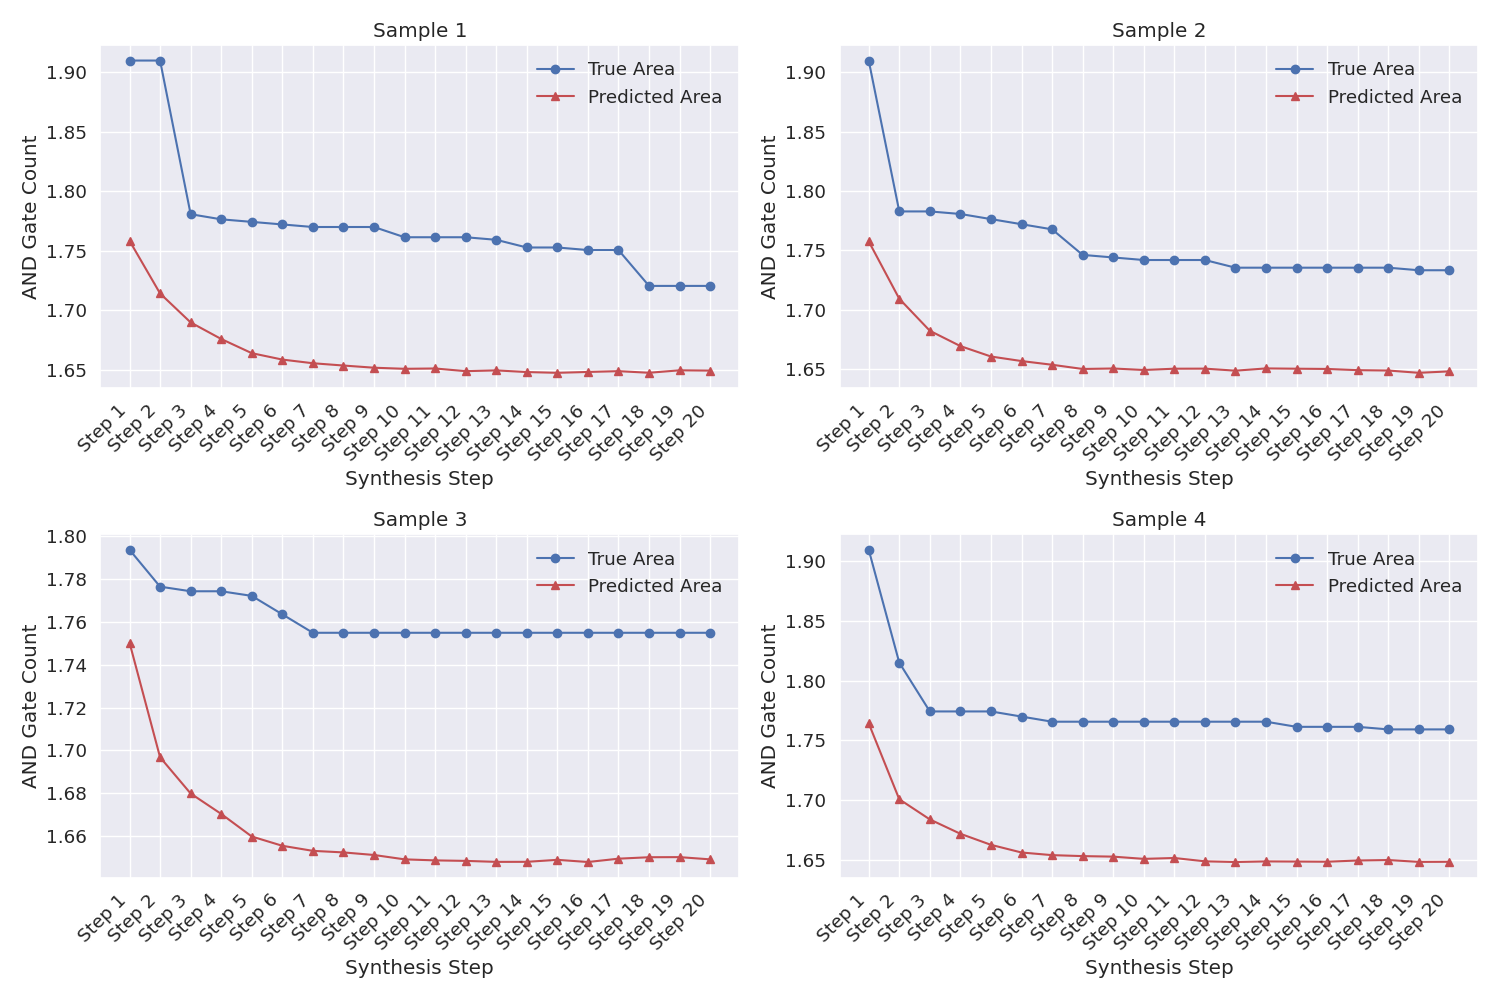 Sample 1
AND Gate Count
1.90
1.85
1.80
1.75
1.70
1.65
True Area
Predicted Area
Step 1
Step 2
Step 3
Step 4
Step 5
Step 6
Step 7
Step 8
Step 9
Step 10
Step 11
Step 12
Step 13
Step 14
Step 15
Step 16
Step 17
Step 18
Step 19
Step 20
Synthesis Step
Sample 2
AND Gate Count
1.90
1.85
1.80
1.75
1.70
1.65
True Area
Predicted Area
Step 1
Step 2
Step 3
Step 4
Step 5
Step 6
Step 7
Step 8
Step 9
Step 10
Step 11
Step 12
Step 13
Step 14
Step 15
Step 16
Step 17
Step 18
Step 19
Step 20
Synthesis Step
Sample 3
AND Gate Count
1.80
1.78
1.76
1.74
1.72
1.70
1.68
1.66
True Area
Predicted Area
Step 1
Step 2
Step 3
Step 4
Step 5
Step 6
Step 7
Step 8
Step 9
Step 10
Step 11
Step 12
Step 13
Step 14
Step 15
Step 16
Step 17
Step 18
Step 19
Step 20
Synthesis Step
Sample 4
AND Gate Count
1.90
1.85
1.80
1.75
1.70
1.65
True Area
Predicted Area
Step 1
Step 2
Step 3
Step 4
Step 5
Step 6
Step 7
Step 8
Step 9
Step 10
Step 11
Step 12
Step 13
Step 14
Step 15
Step 16
Step 17
Step 18
Step 19
Step 20
Synthesis Step